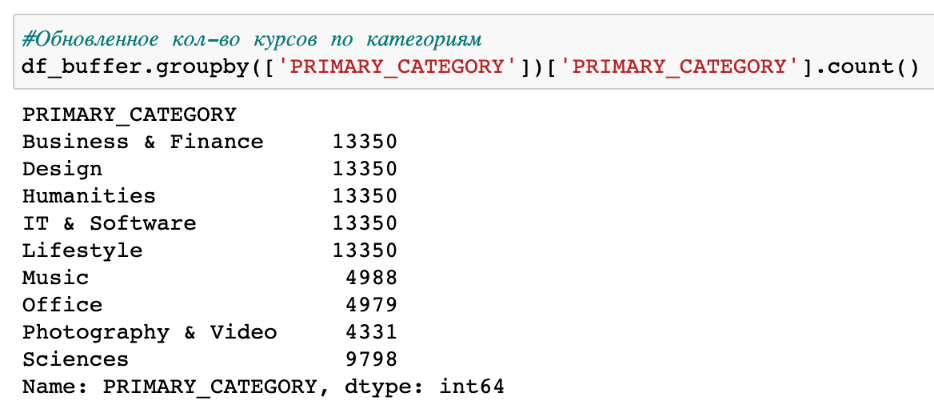 #Обновленное кол-во курсов по категориям
df_buffer.groupby(['PRIMARY_CATEGORY'])['PRIMARY_CATEGORY'].count()
PRIMARY_CATEGORY
Business & Finance     13350
Design                 13350
Humanities             13350
IT & Software          13350
Lifestyle              13350
Music                   4988
Office                  4979
Photography & Video     4331
Sciences                9798
Name: PRIMARY_CATEGORY, dtype: int64